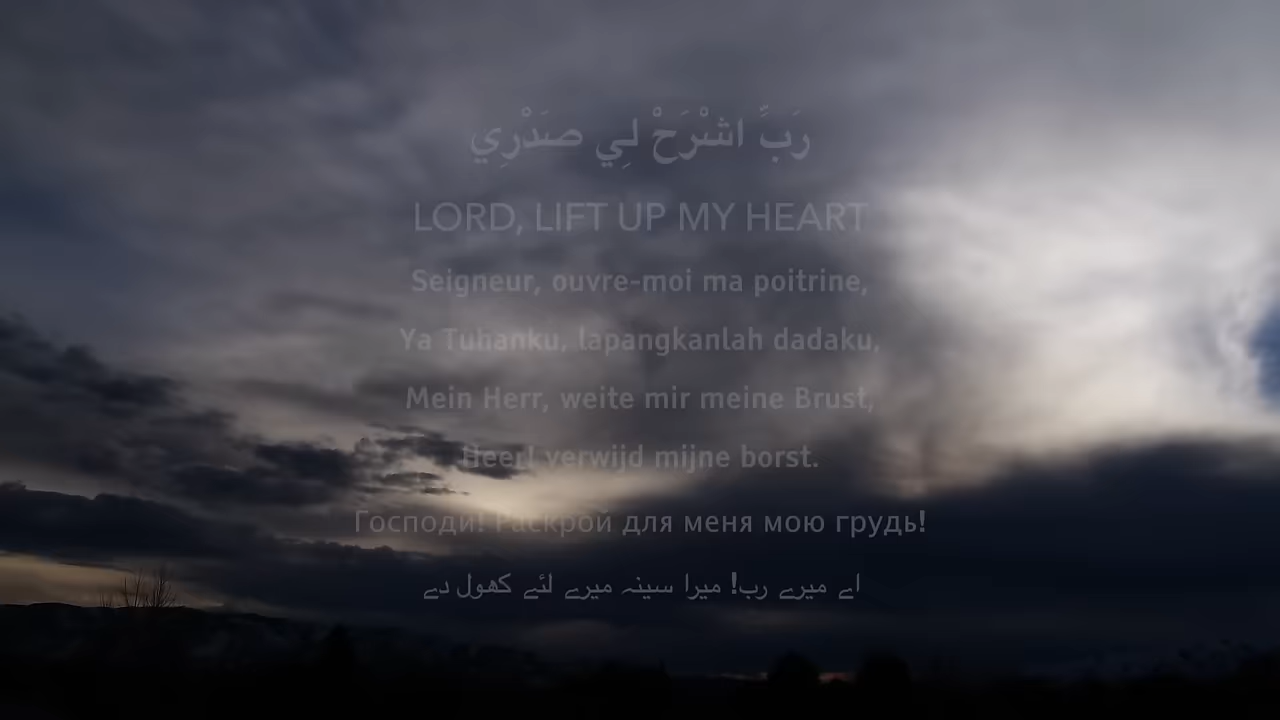 رَبِّ اشْرَحْ لِي صَدْرِي
LORD, LIFT UP MY HEART
Seigneur, ouvre-moi ma poitrine,
Ya Tuhanku, lapangkanlah dadaku,
Mein Herr, weite mir meine Brust,
Heer! verwijd mijne borst.
Господи! Раскрой для меня мою грудь!
اے میرے رب! میرا سینہ میرے لئے کھول دے